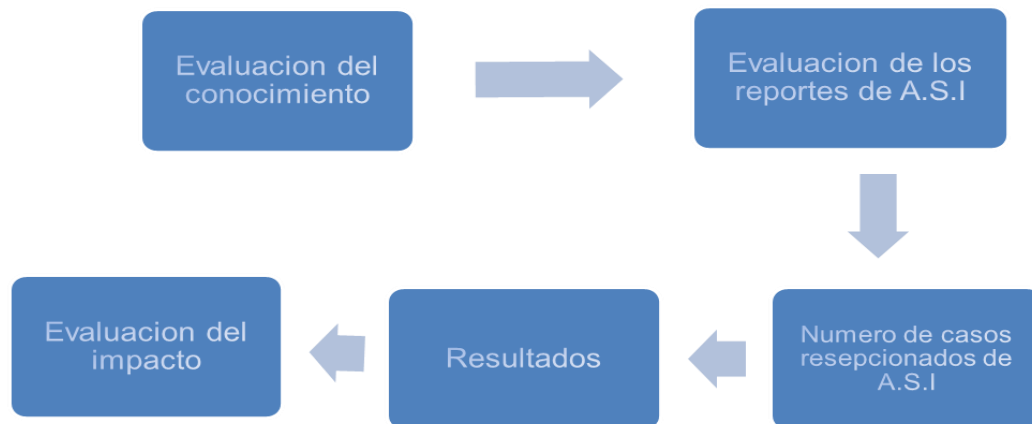 Evaluacion del
conocimiento
Evaluacion de los
reportes de A.S.I
Numero de casos
resepcionados de
A.S.I
Resultados
Evaluacion del
impacto